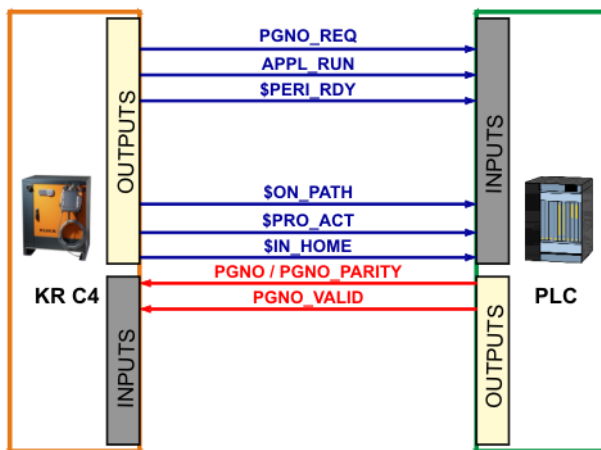 PGNO_REQ
APPL_RUN
$PERI_RDY
OUTPUTS
INPUTS
$ON_PATH
$PRO_ACT
$IN_HOME
PGNO / PGNO_PARITY
KR C4
PGNO_VALID
PLC
INPUTS
OUTPUTS